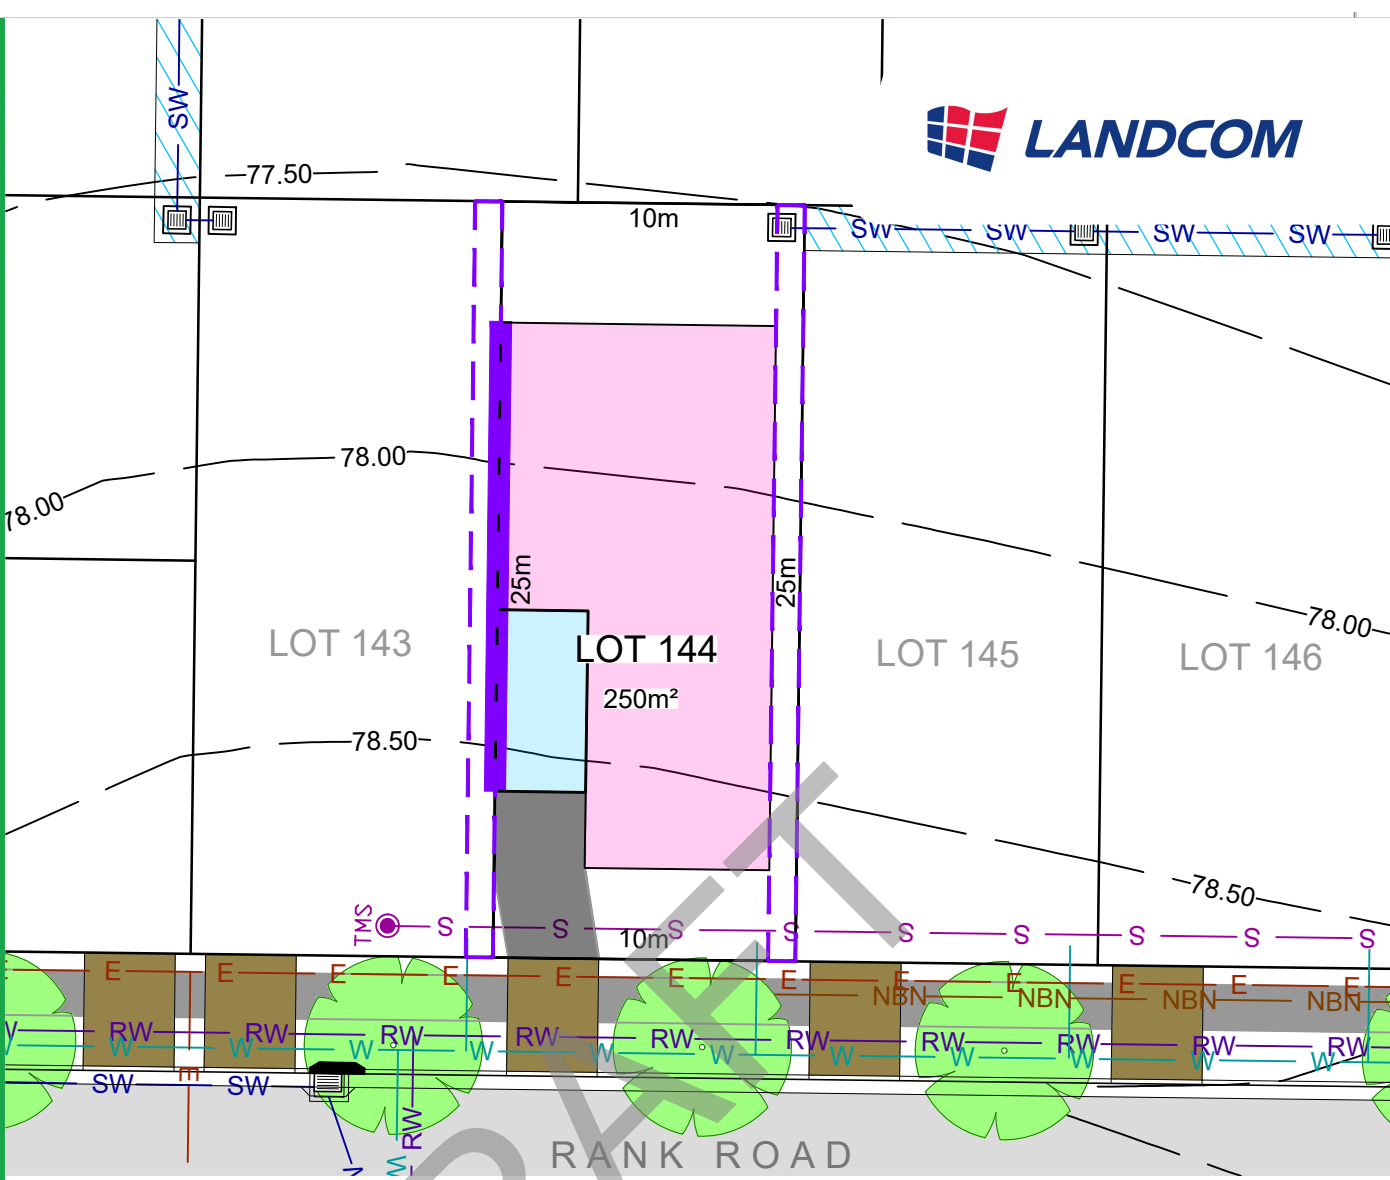 SW
77.50
LANDCOM
10m
SW SW SW SW
78.00
78.00
25m
25m
78.00
LOT 143
LOT 144
LOT 145
LOT 146
250m²
78.50
78.50
TMS
S S S S S S S S S
10m
E E E E E E E E E E E E
NBN NBN NBN NBN
W RW RW RW RW RW RW RW RW RW RW
W W W W W W W W W W W W
SW SW
E
RW
W
RANK ROAD
DRAFT